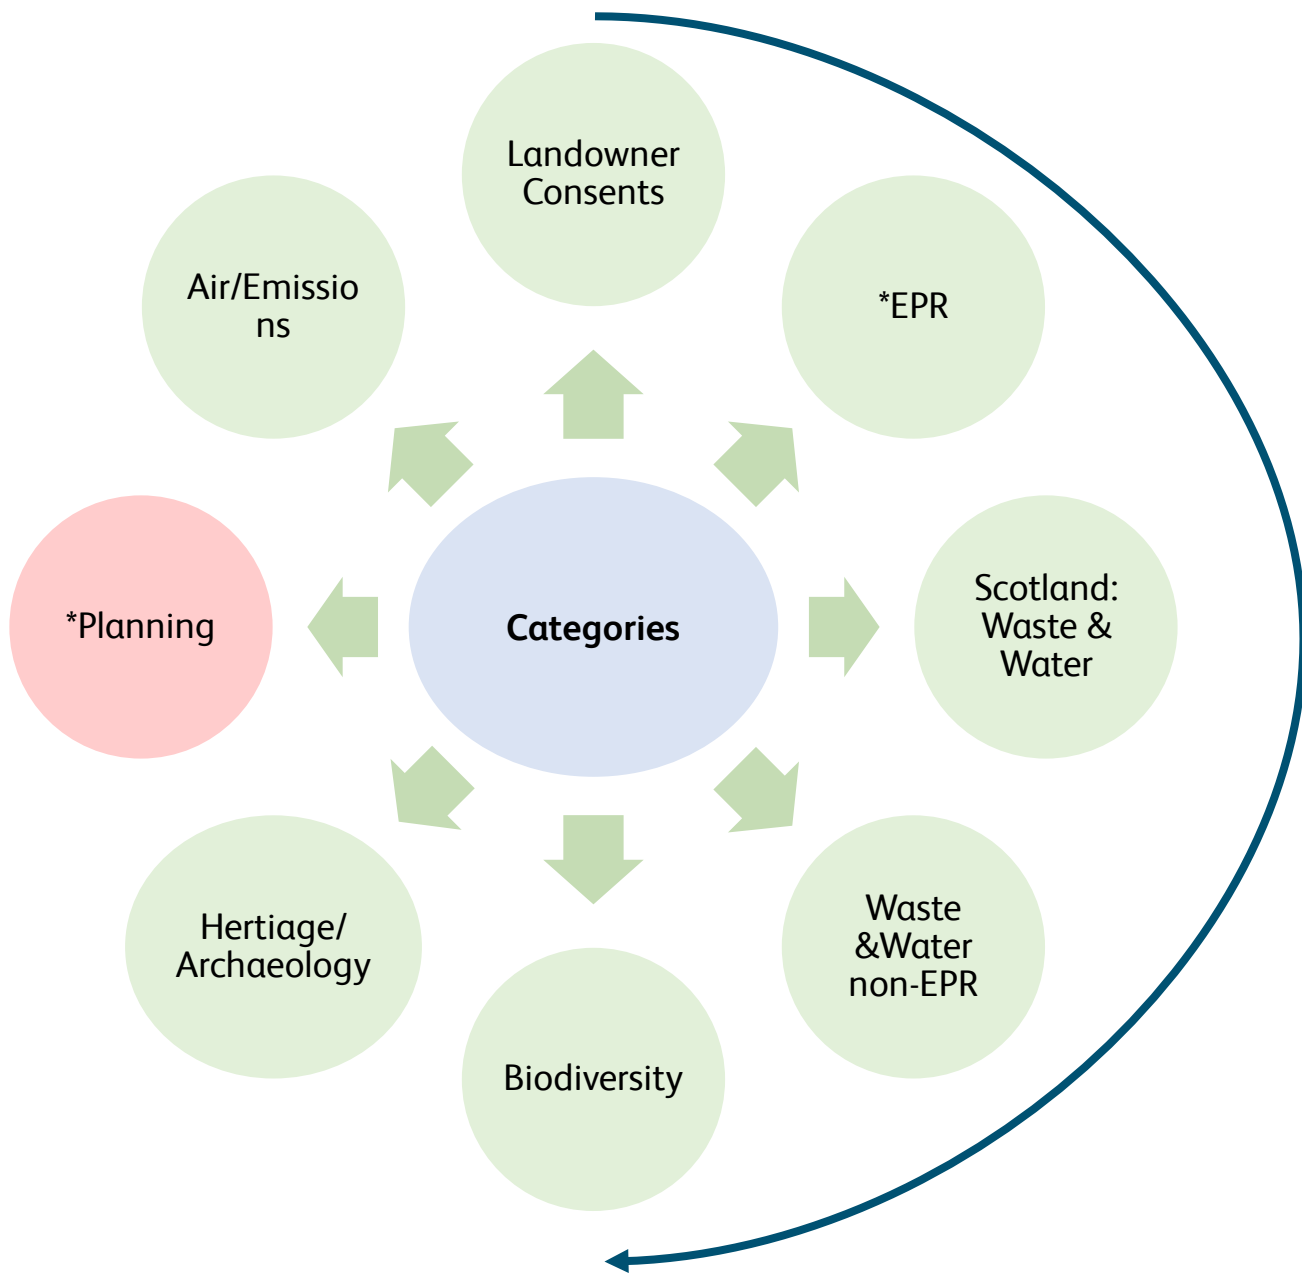 Landowner
Consents
*EPR
Scotland:
Waste &
Water
Waste
&Water
non-EPR
Biodiversity
Hertiage/
Archaeology
*Planning
Air/Emissio
ns
Categories